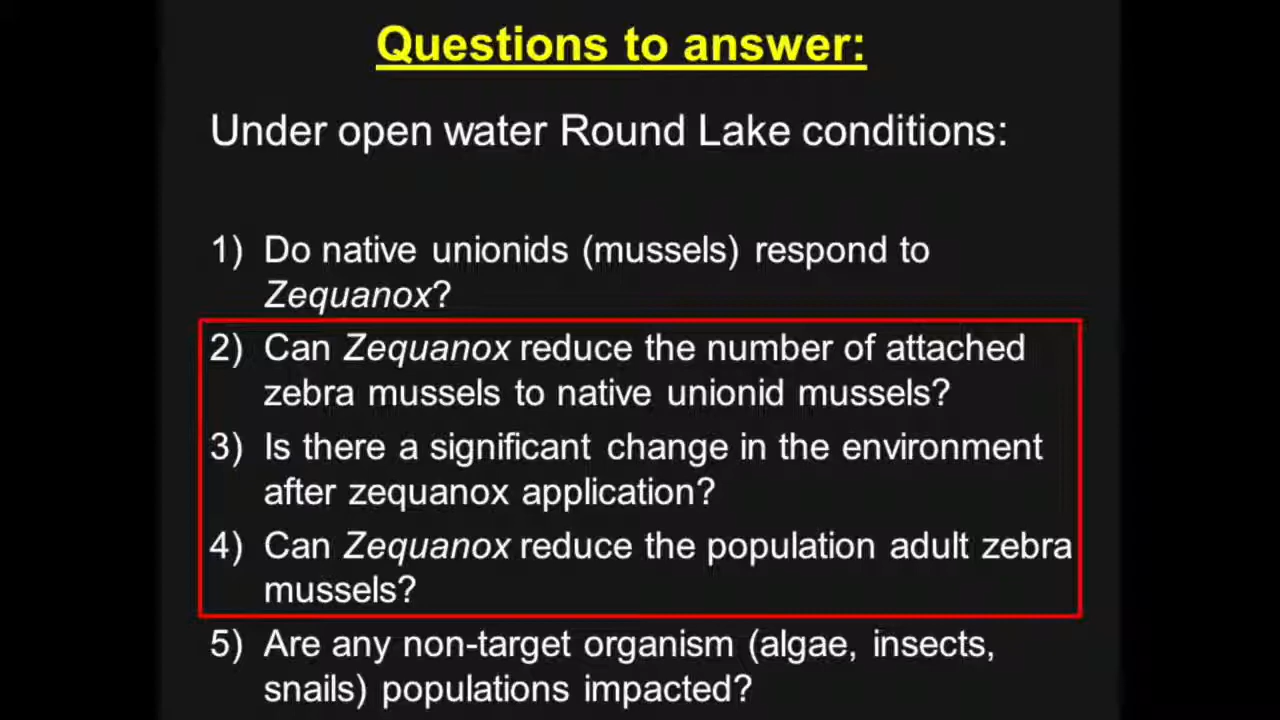 Questions to answer:
Under open water Round Lake conditions:
1) Do native unionids (mussels) respond to
Zequanox?
2) Can Zequanox reduce the number of attached
zebra mussels to native unionid mussels?
3) Is there a significant change in the environment
after zequanox application?
4) Can Zequanox reduce the population adult zebra
mussels?
5) Are any non-target organism (algae, insects,
snails) populations impacted?